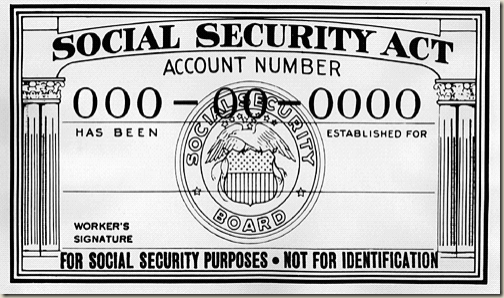 SOCIAL SECURITY ACT
ACCOUNT NUMBER
000-00-0000
HAS BEEN ESTABLISHED FOR
SOCIAL SECURITY
BOARD
WORKER'S
SIGNATURE
FOR SOCIAL SECURITY PURPOSES • NOT FOR IDENTIFICATION